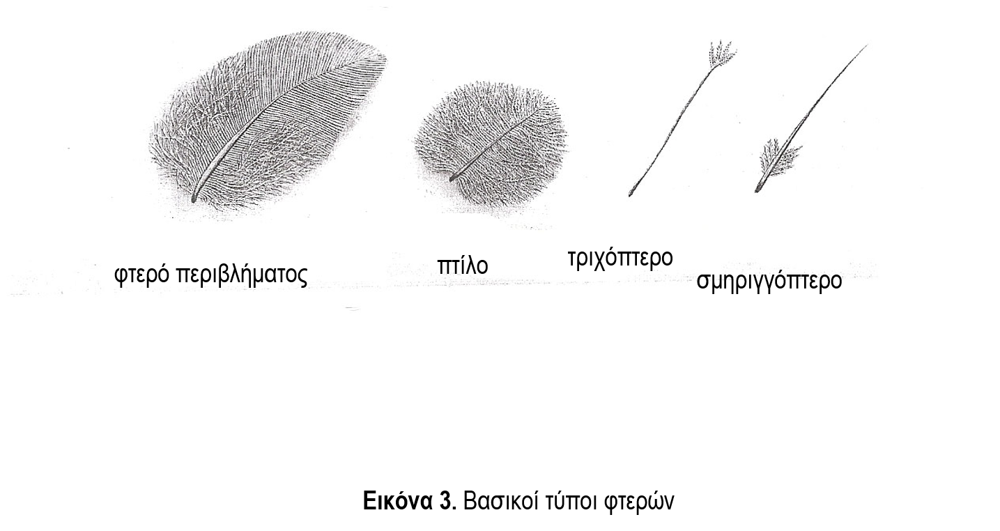 φτερό περιβλήματος
πτίλο
τριχόπτερο
σμηριγγόπτερο
Εικόνα 3. Βασικοί τύποι φτερών